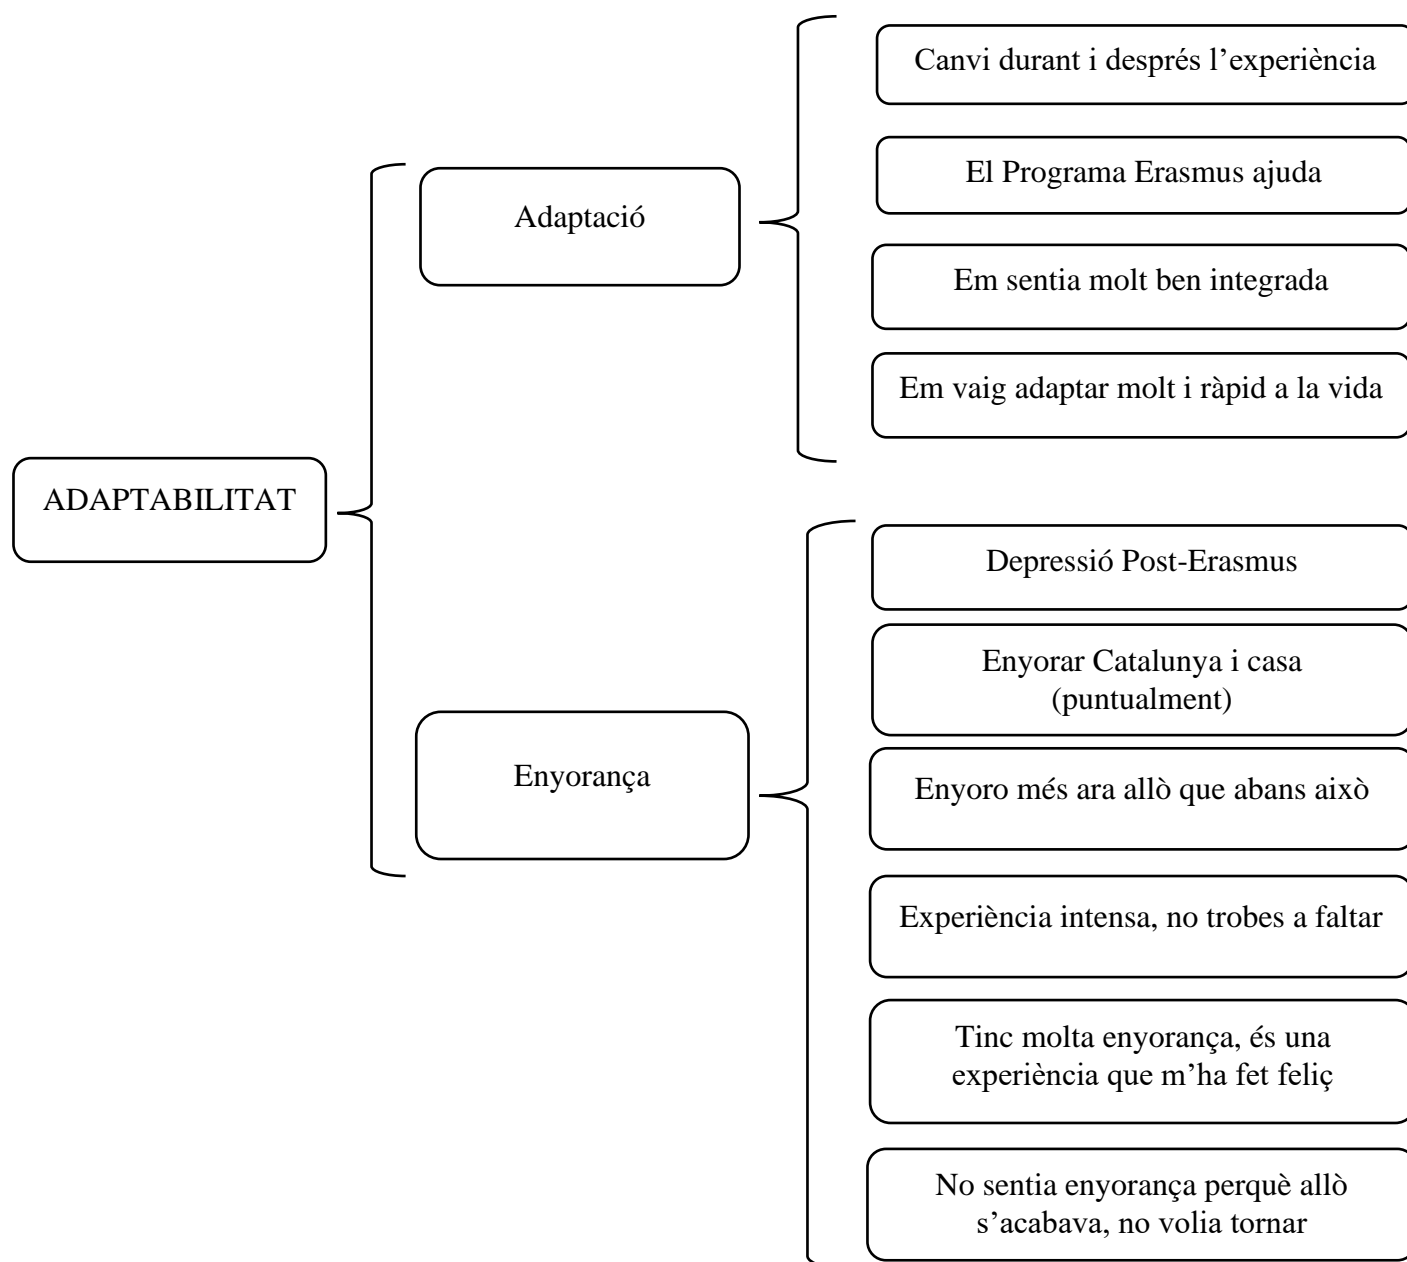 Canvi durant i després l’experiència
El Programa Erasmus ajuda
Adaptació
Em sentia molt ben integrada
Em vaig adaptar molt i ràpid a la vida
ADAPTABILITAT
Depressió Post-Erasmus
Enyorar Catalunya i casa
(puntualment)
Enyorança
Enyoro més ara allò que abans això
Experiència intensa, no trobes a faltar
Tinc molta enyorança, és una
experiència que m’ha fet feliç
No sentia enyorança perquè allò
s’acabava, no volia tornar